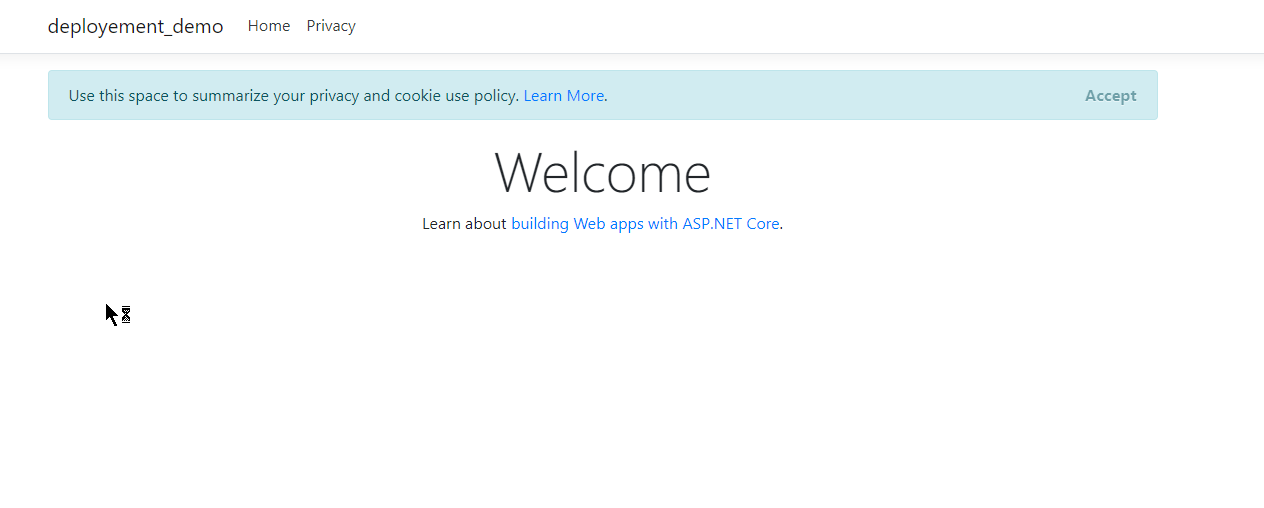 deployement_demo Home Privacy
Use this space to summarize your privacy and cookie use policy. Learn More. Accept
Welcome
Learn about building Web apps with ASP.NET Core.